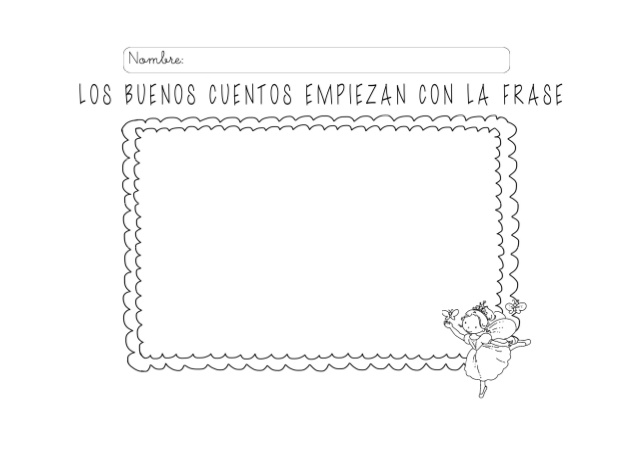 Nombre:
LOS BUENOS CUENTOS EMPIEZAN CON LA FRASE